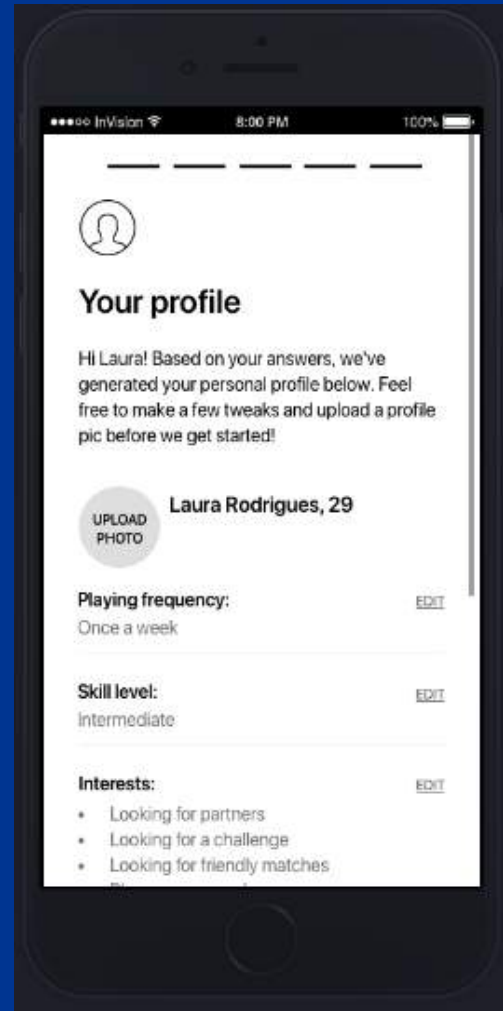 InVision 8:00 PM 100%
Your profile
Hi Laura! Based on your answers, we've
generated your personal profile below. Feel
free to make a few tweaks and upload a profile
pic before we get started!
UPLOAD
PHOTO
Laura Rodrigues, 29
Playing frequency: EDIT
Once a week
Skill level: EDIT
Intermediate
Interests: EDIT
• Looking for partners
• Looking for a challenge
• Looking for friendly matches